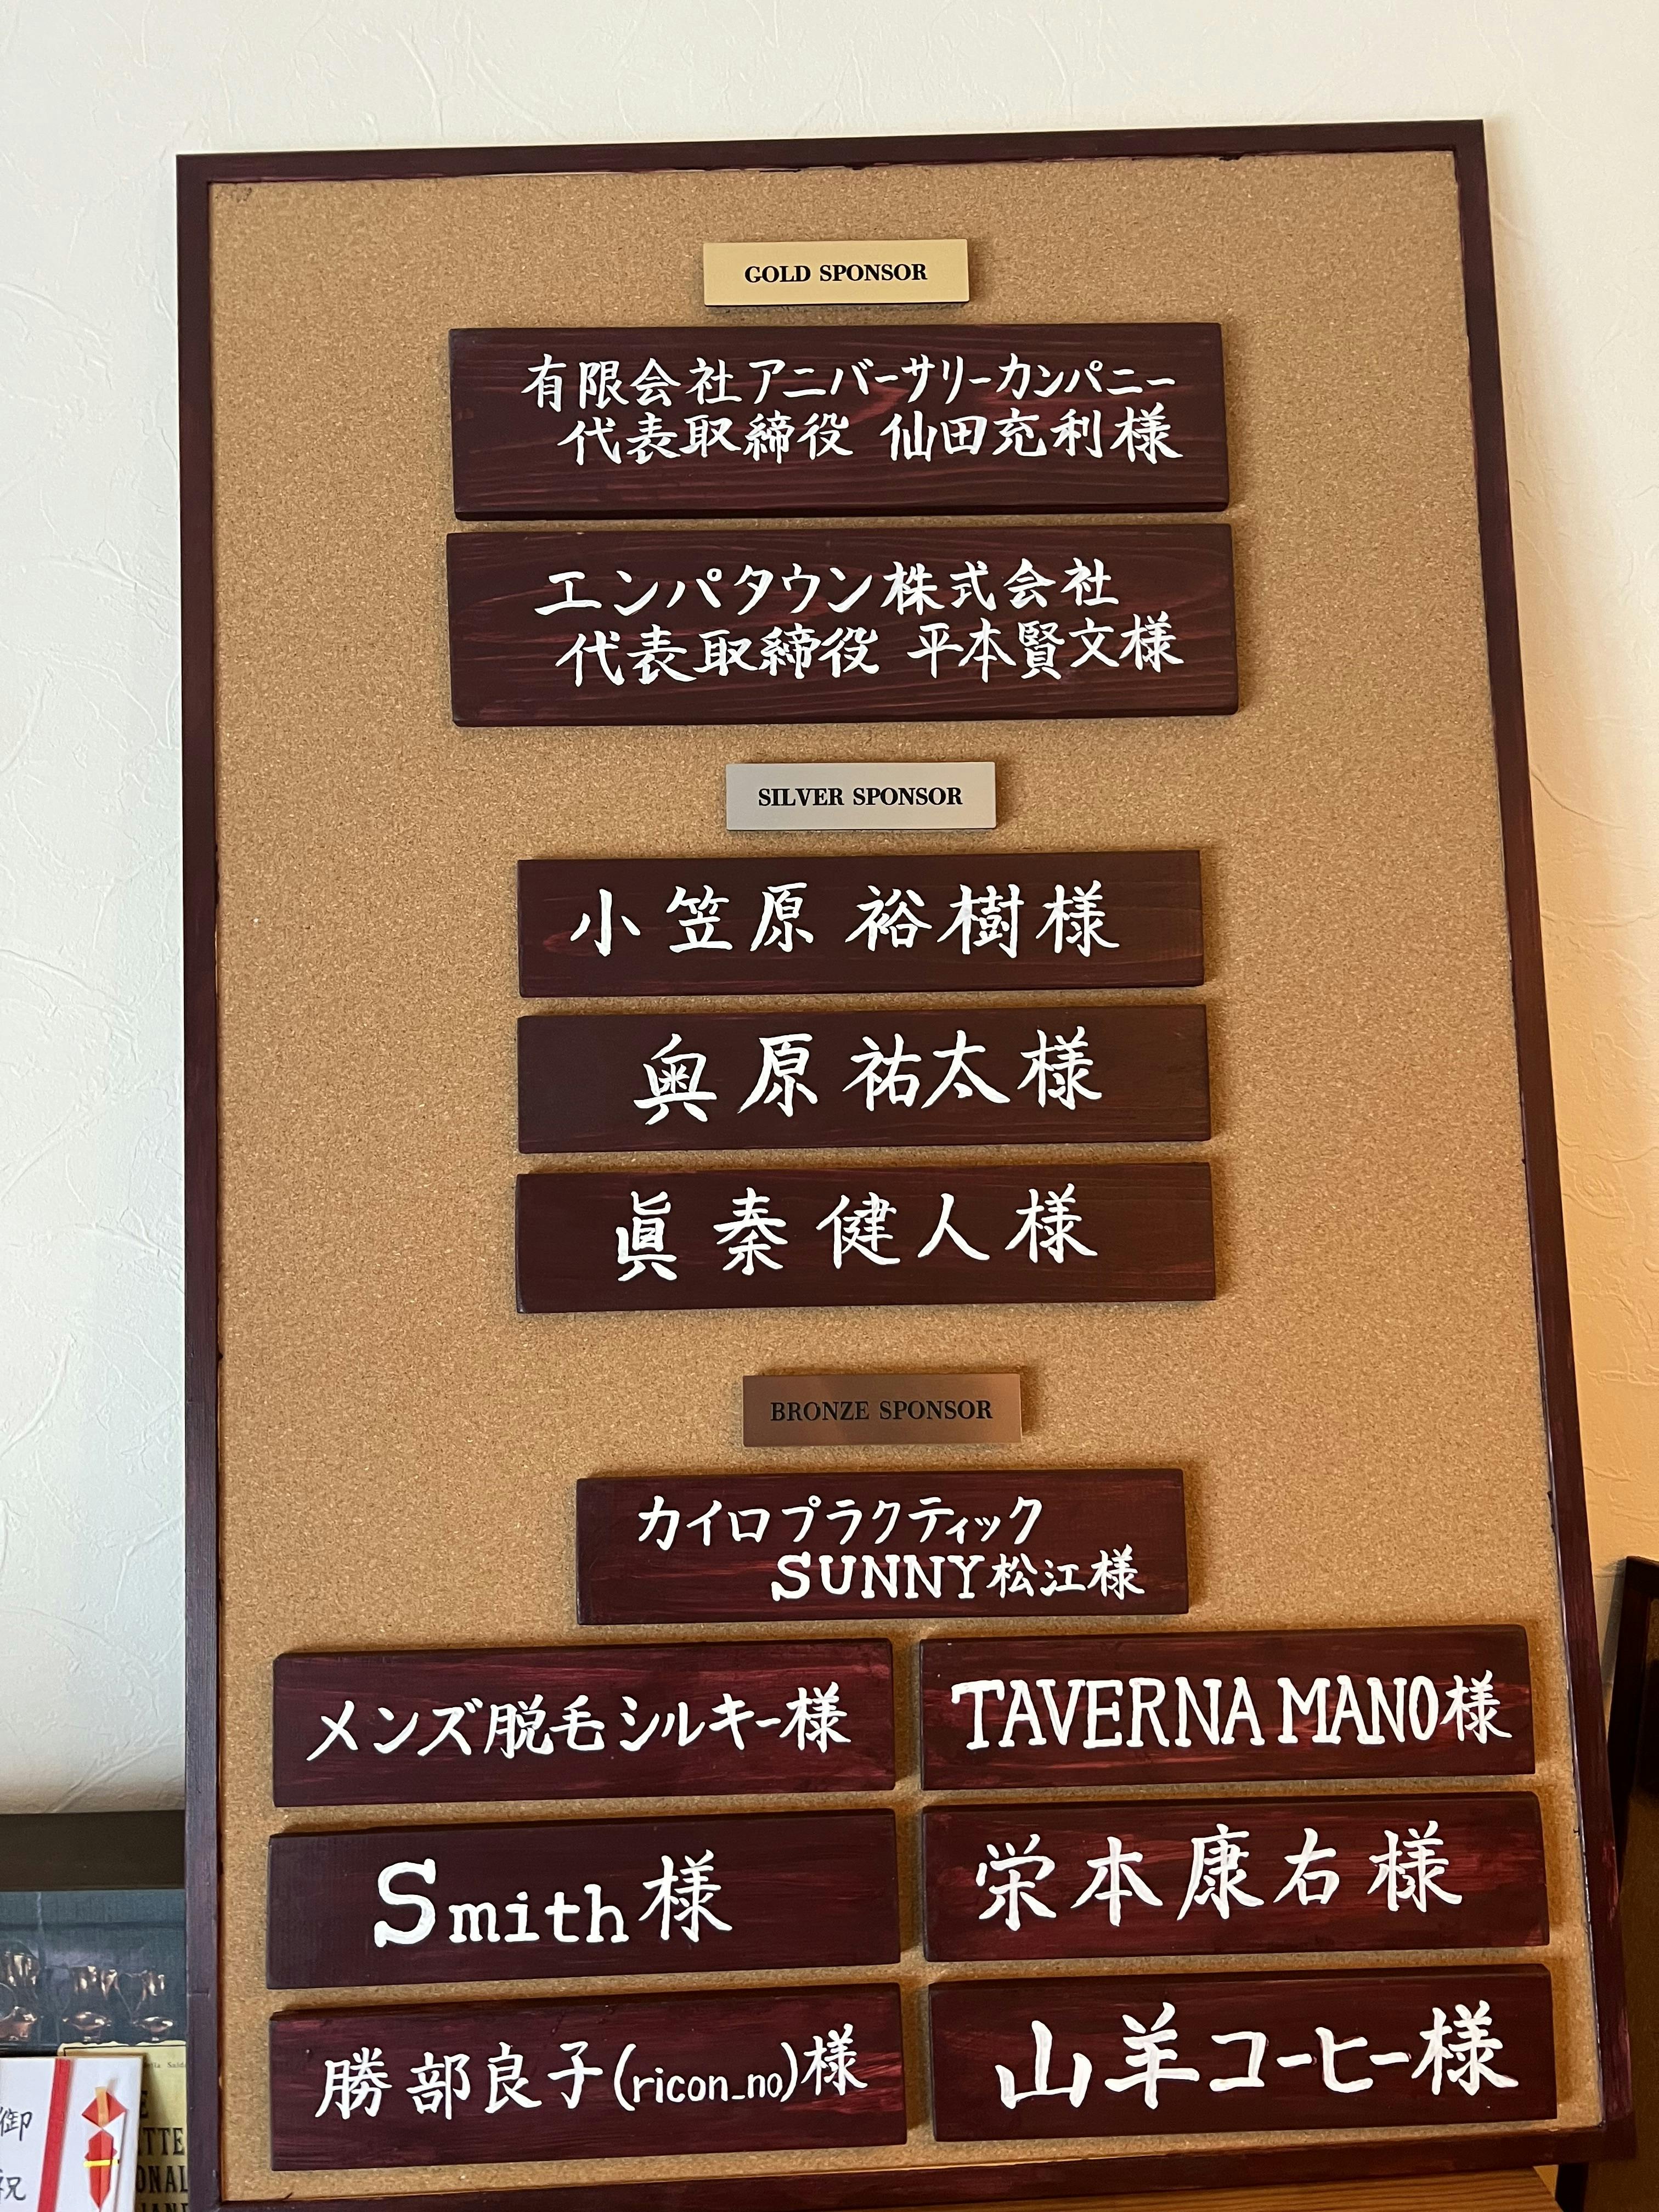 GOLD SPONSOR
有限会社アニバーサリーカンパニー
代表取締役 仙田充利様
エンパタウン株式会社
代表取締役 平本賢文様
SILVER SPONSOR
小笠原 裕樹様
奥原祐太様
眞秦健人様
BRONZE SPONSOR
カイロプラクティック
SUNNY松江様
メンズ脱毛シルキー様
TAVERNA MANO様
Smith様
栄本康右様
勝部良子(ricon_no)様
山羊コーヒー様
御
祝